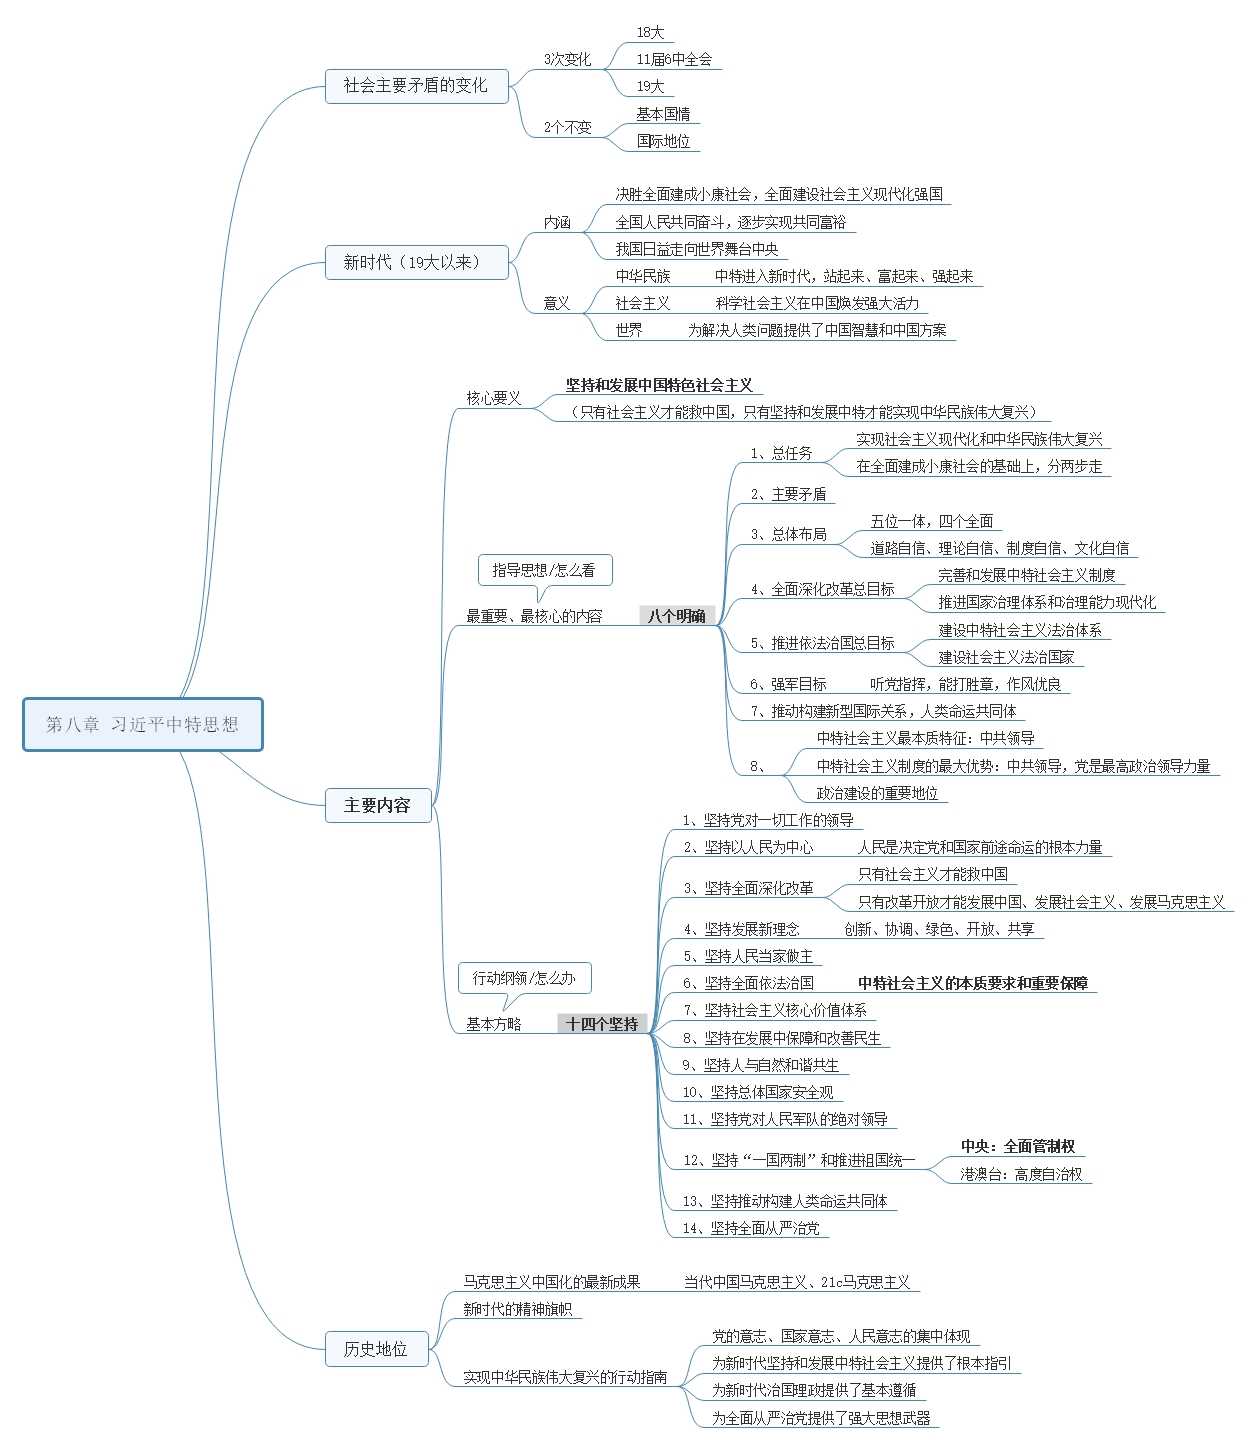 第八章 习近平中特思想
社会主要矛盾的变化
3次变化
18大
11届6中全会
19大
2个不变
基本国情
国际地位
新时代（19大以来）
内涵
决胜全面建成小康社会，全面建设社会主义现代化强国
全国人民共同奋斗，逐步实现共同富裕
我国日益走向世界舞台中央
意义
中华民族 中特进入新时代，站起来、富起来、强起来
社会主义 科学社会主义在中国焕发强大活力
世界 为解决人类问题提供了中国智慧和中国方案
主要内容
核心要义
坚持和发展中国特色社会主义
（只有社会主义才能救中国，只有坚持和发展中特才能实现中华民族伟大复兴）
指导思想/怎么看
最重要、最核心的内容 八个明确
1、总任务
实现社会主义现代化和中华民族伟大复兴
在全面建成小康社会的基础上，分两步走
2、主要矛盾
3、总体布局
五位一体，四个全面
道路自信、理论自信、制度自信、文化自信
4、全面深化改革总目标
完善和发展中特社会主义制度
推进国家治理体系和治理能力现代化
5、推进依法治国总目标
建设中特社会主义法治体系
建设社会主义法治国家
6、强军目标 听党指挥，能打胜章，作风优良
7、推动构建新型国际关系，人类命运共同体
8、
中特社会主义最本质特征：中共领导
中特社会主义制度的最大优势：中共领导，党是最高政治领导力量
政治建设的重要地位
行动纲领/怎么办
基本方略 十四个坚持
1、坚持党对一切工作的领导
2、坚持以人民为中心 人民是决定党和国家前途命运的根本力量
3、坚持全面深化改革
只有社会主义才能救中国
只有改革开放才能发展中国、发展社会主义、发展马克思主义
4、坚持发展新理念 创新、协调、绿色、开放、共享
5、坚持人民当家做主
6、坚持全面依法治国 中特社会主义的本质要求和重要保障
7、坚持社会主义核心价值体系
8、坚持在发展中保障和改善民生
9、坚持人与自然和谐共生
10、坚持总体国家安全观
11、坚持党对人民军队的绝对领导
12、坚持“一国两制”和推进祖国统一
中央：全面管制权
港澳台：高度自治权
13、坚持推动构建人类命运共同体
14、坚持全面从严治党
历史地位
马克思主义中国化的最新成果 当代中国马克思主义、21c马克思主义
新时代的精神旗帜
实现中华民族伟大复兴的行动指南
党的意志、国家意志、人民意志的集中体现
为新时代坚持和发展中特社会主义提供了根本指引
为新时代治国理政提供了基本遵循
为全面从严治党提供了强大思想武器